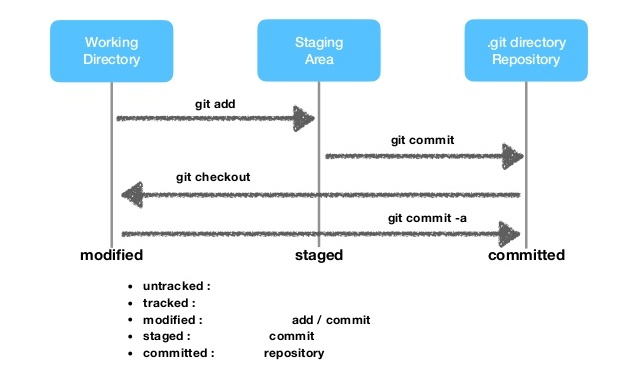 Working
Directory
Staging
Area
.git directory
Repository
git add
git commit
git checkout
git commit -a
modified
staged
committed
• untracked :
• tracked :
• modified : add / commit
• staged : commit
• committed : repository